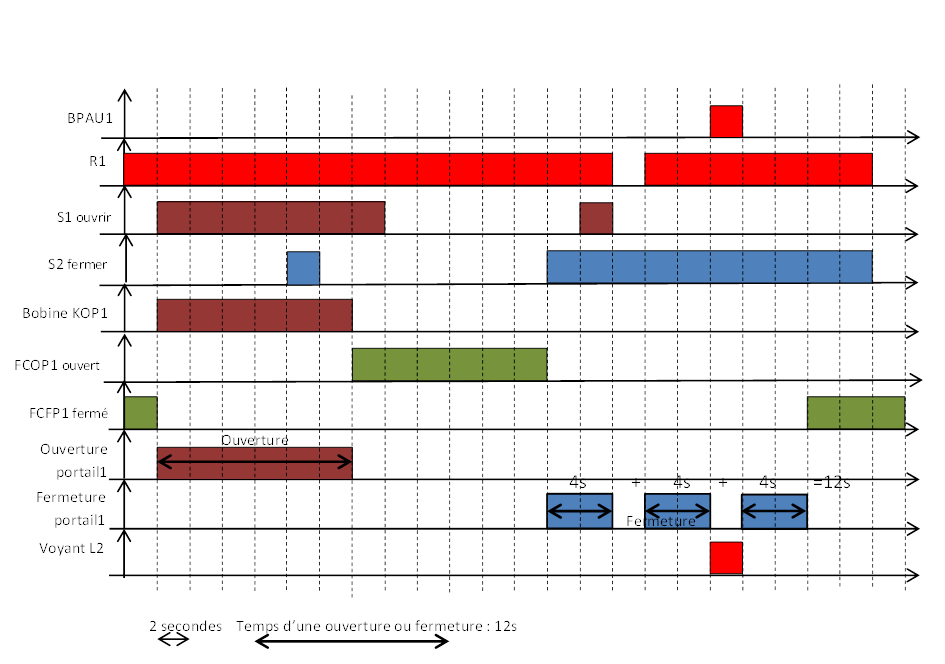 BPAU1
R1
S1 ouvrir
S2 fermer
Bobine KOP1
FCOP1 ouvert
FCFP1 fermé
Ouverture
Ouverture
portail1
4s + 4s + 4s =12s
Fermeture
portail1
Fermeture
Voyant L2
2 secondes Temps d’une ouverture ou fermeture : 12s